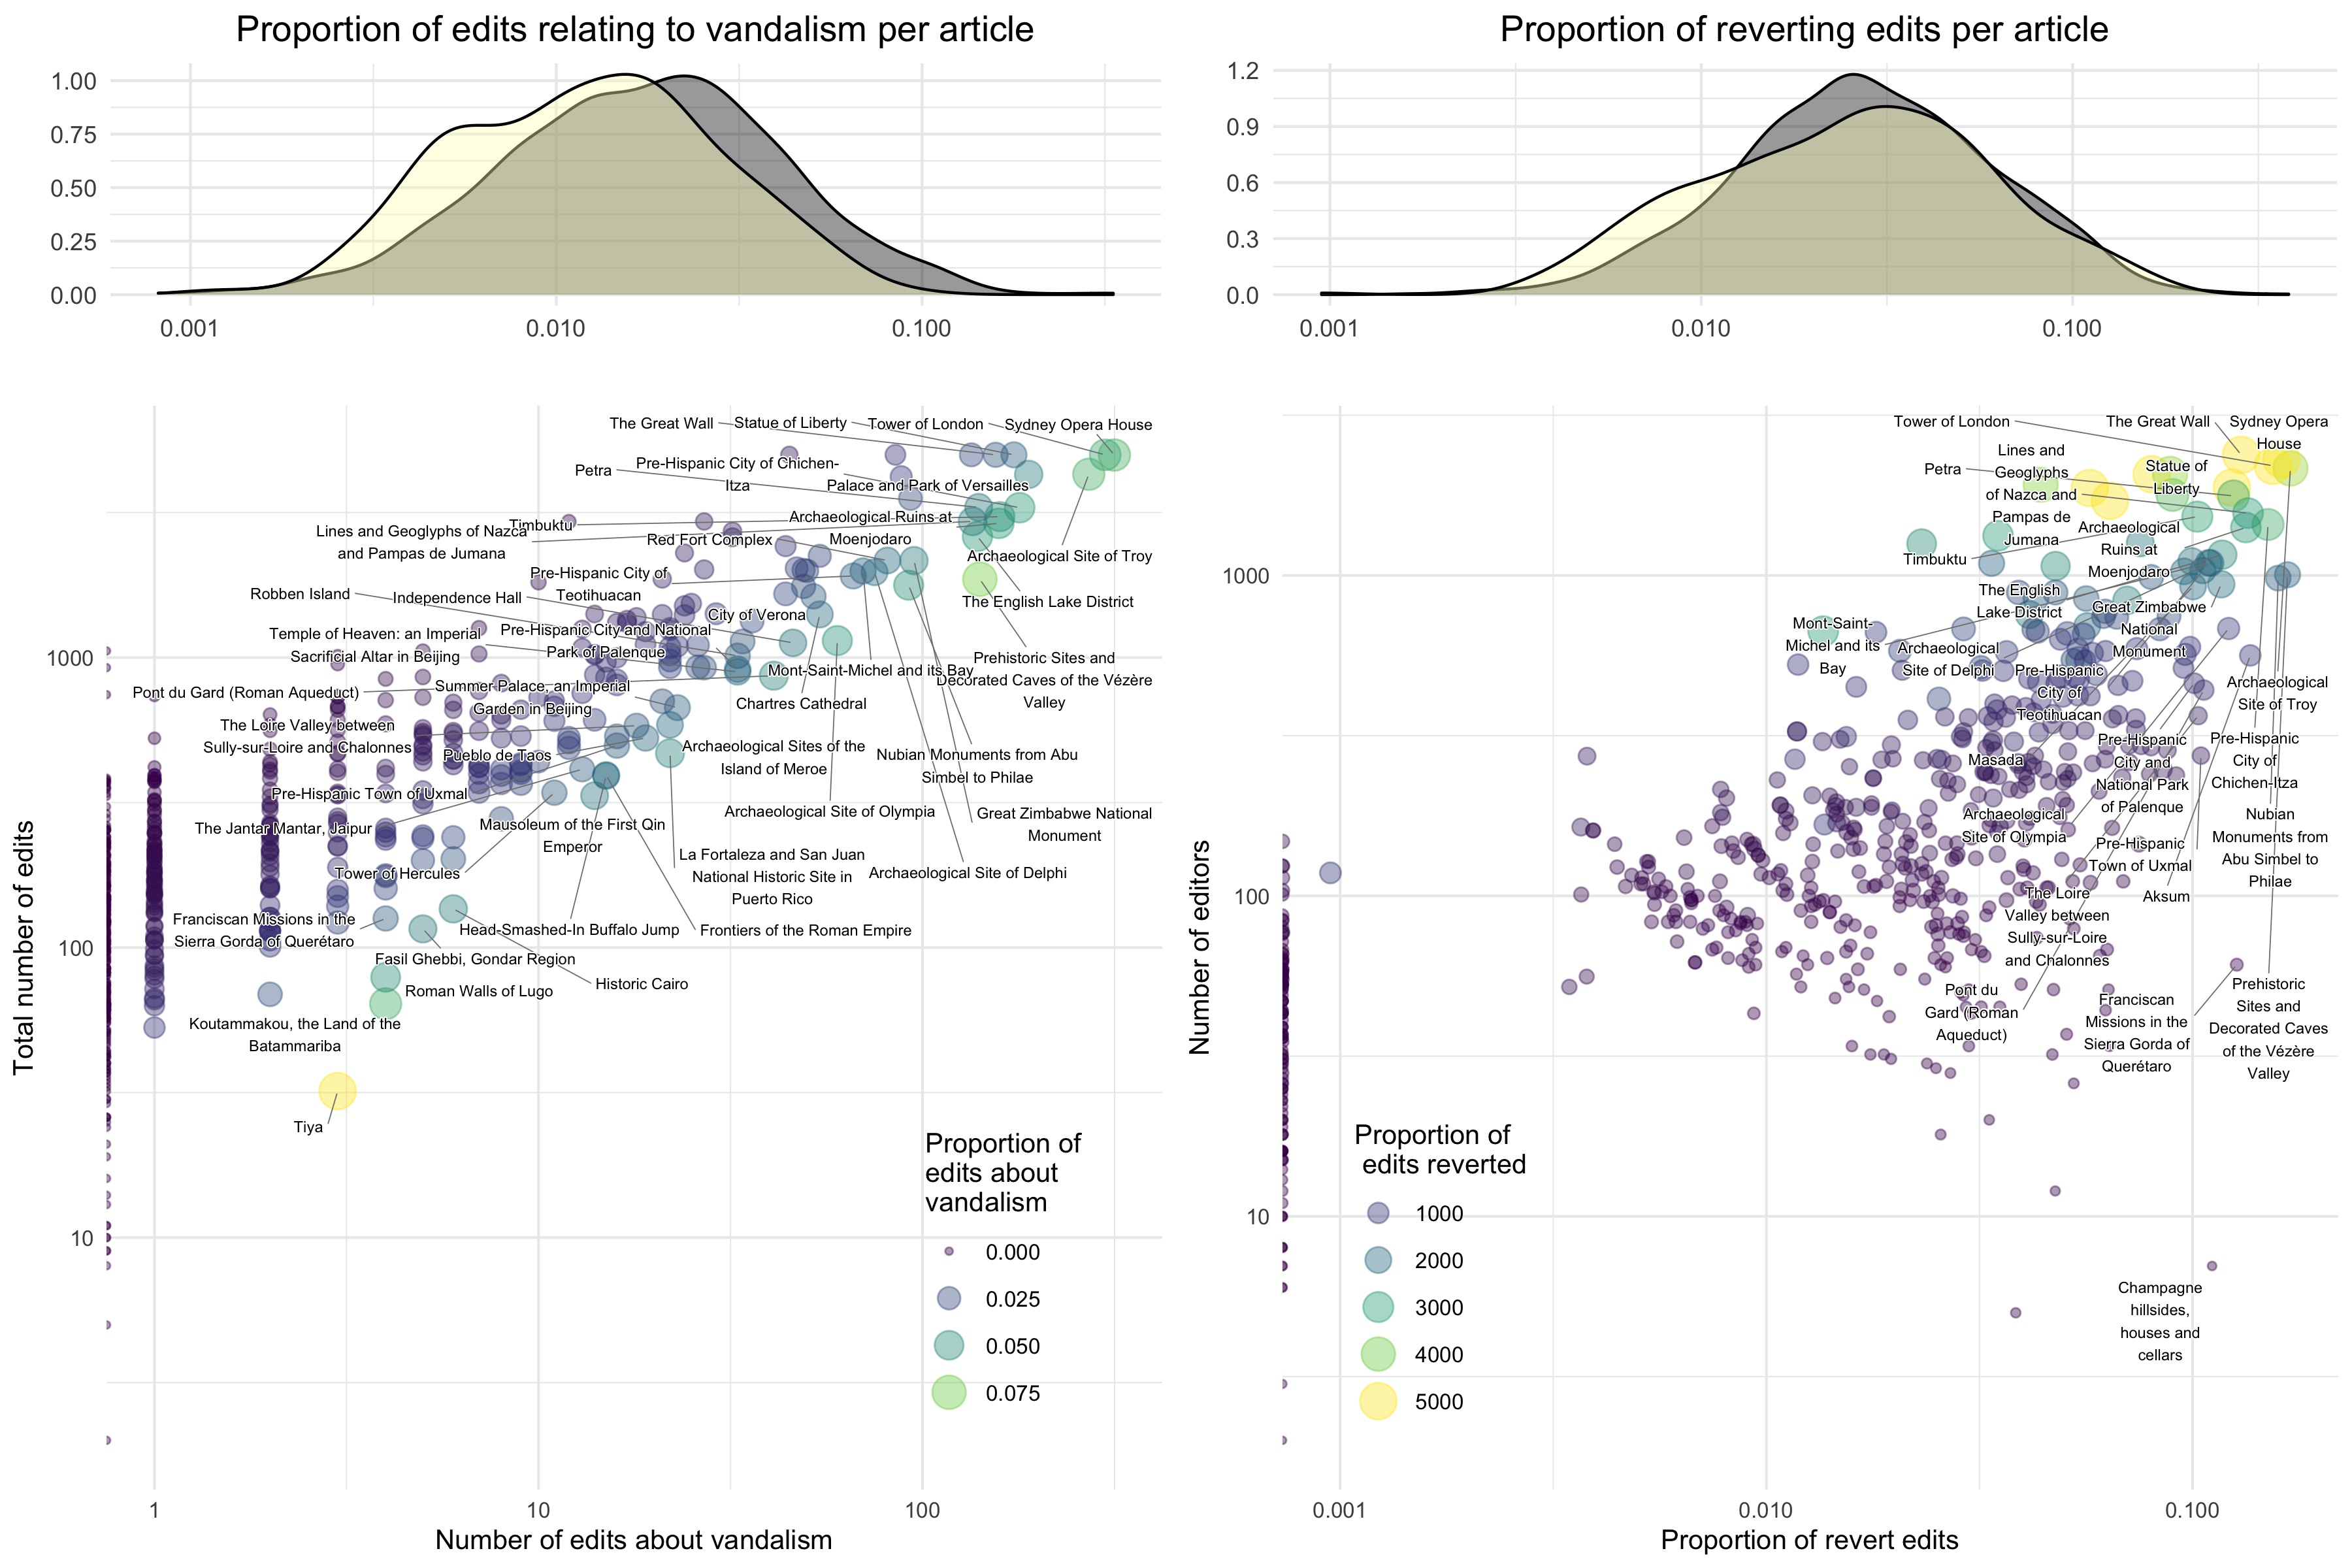 Proportion of edits relating to vandalism per article
1.00
0.75
0.50
0.25
0.00
0.001
0.010
0.100
Proportion of reverting edits per article
1.2
0.9
0.6
0.3
0.0
0.001
0.010
0.100
Total number of edits
1000
100
10
The Great Wall
Statue of Liberty
Tower of London
Sydney Opera House
Petra
Pre-Hispanic City of Chichen-
Itza
Palace and Park of Versailles
Lines and Geoglyphs of Nazca
and Pampas de Jumana
Timbuktu
Archaeological Ruins at
Moenjodaro
Red Fort Complex
Archaeological Site of Troy
Pre-Hispanic City of
Teotihuacan
Robben Island
Independence Hall
City of Verona
The English Lake District
Temple of Heaven: an Imperial
Sacrificial Altar in Beijing
Pre-Hispanic City and National
Park of Palenque
Mont-Saint-Michel and its Bay
Prehistoric Sites and
Decorated Caves of the Vézère
Valley
Pont du Gard (Roman Aqueduct)
Summer Palace, an Imperial
Garden in Beijing
Chartres Cathedral
The Loire Valley between
Sully-sur-Loire and Chalonnes
Pueblo de Taos
Archaeological Sites of the
Island of Meroe
Nubian Monuments from Abu
Simbel to Philae
Pre-Hispanic Town of Uxmal
Archaeological Site of Olympia
Great Zimbabwe National
Monument
The Jantar Mantar, Jaipur
Mausoleum of the First Qin
Emperor
Tower of Hercules
La Fortaleza and San Juan
National Historic Site in
Puerto Rico
Archaeological Site of Delphi
Franciscan Missions in the
Sierra Gorda of Querétaro
Head-Smashed-In Buffalo Jump
Frontiers of the Roman Empire
Fasil Ghebbi, Gondar Region
Historic Cairo
Roman Walls of Lugo
Koutammakou, the Land of the
Batammariba
Tiya
Proportion of
edits about
vandalism
0.000
0.025
0.050
0.075
1
10
100
Number of edits about vandalism
Number of editors
1000
100
10
Tower of London
The Great Wall
Sydney Opera
House
Petra
Lines and
Geoglyphs
of Nazca and
Pampas de
Jumana
Statue of
Liberty
Timbuktu
Archaeological
Ruins at
Moenjodaro
The English
Lake District
Great Zimbabwe
National
Monument
Mont-Saint-
Michel and its
Bay
Archaeological
Site of Delphi
Pre-Hispanic
City of
Teotihuacan
Archaeological
Site of Troy
Masada
Pre-Hispanic
City and
National Park
of Palenque
Pre-Hispanic
City of
Chichen-Itza
Archaeological
Site of Olympia
Pre-Hispanic
Town of Uxmal
Nubian
Monuments from
Abu Simbel to
Philae
Aksum
The Loire
Valley between
Sully-sur-Loire
and Chalonnes
Pont du
Gard (Roman
Aqueduct)
Franciscan
Missions in the
Sierra Gorda of
Querétaro
Prehistoric
Sites and
Decorated Caves
of the Vézère
Valley
Champagne
hillsides,
houses and
cellars
Proportion of
edits reverted
1000
2000
3000
4000
5000
0.001
0.010
0.100
Proportion of revert edits